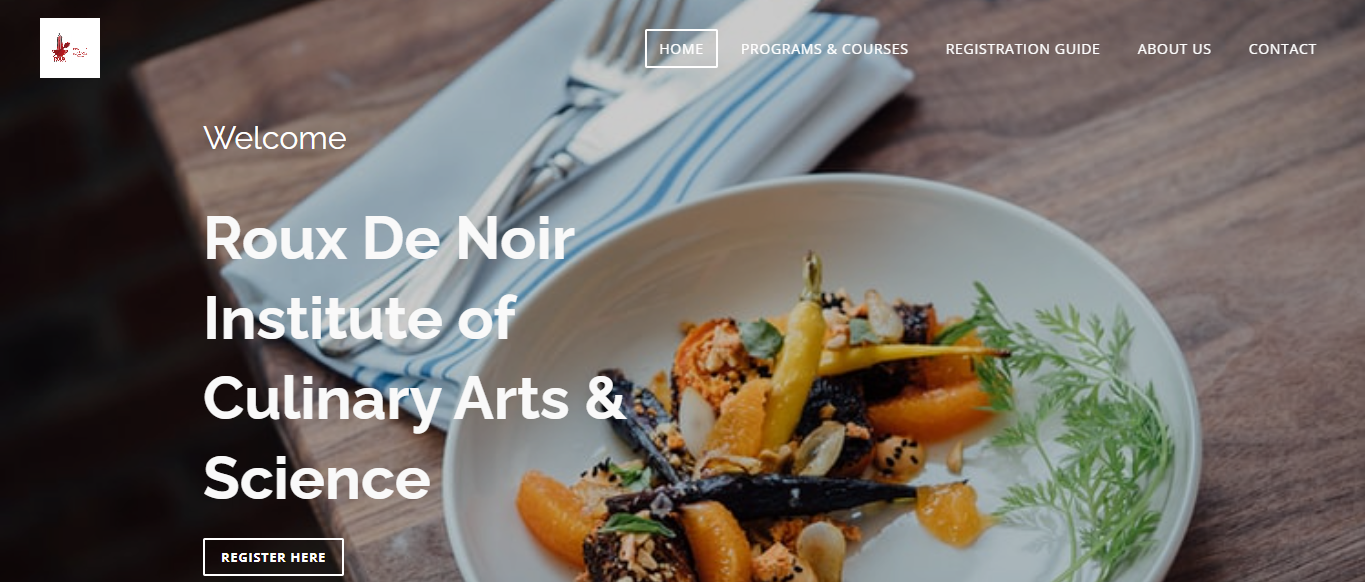 HOME
PROGRAMS & COURSES
REGISTRATION GUIDE
ABOUT US
CONTACT
Welcome
Roux De Noir
Institute of
Culinary Arts &
Science
REGISTER HERE